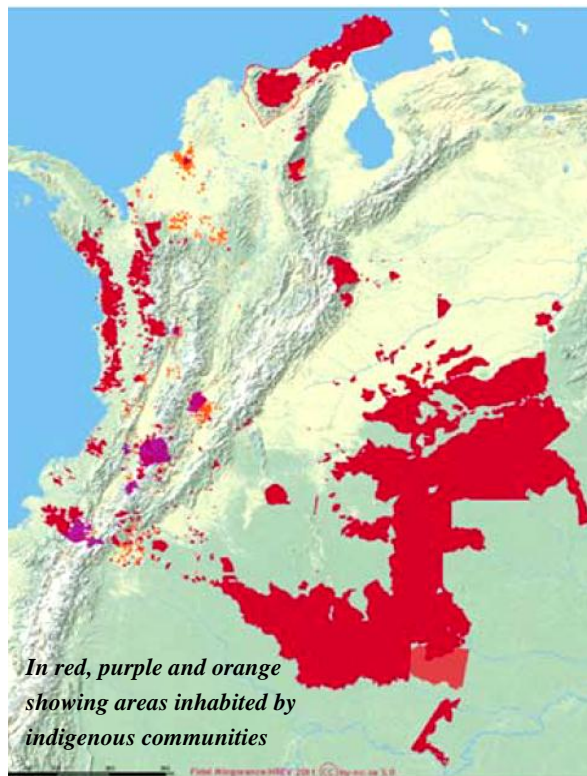 In red, purple and orange
showing areas inhabited by
indigenous communities